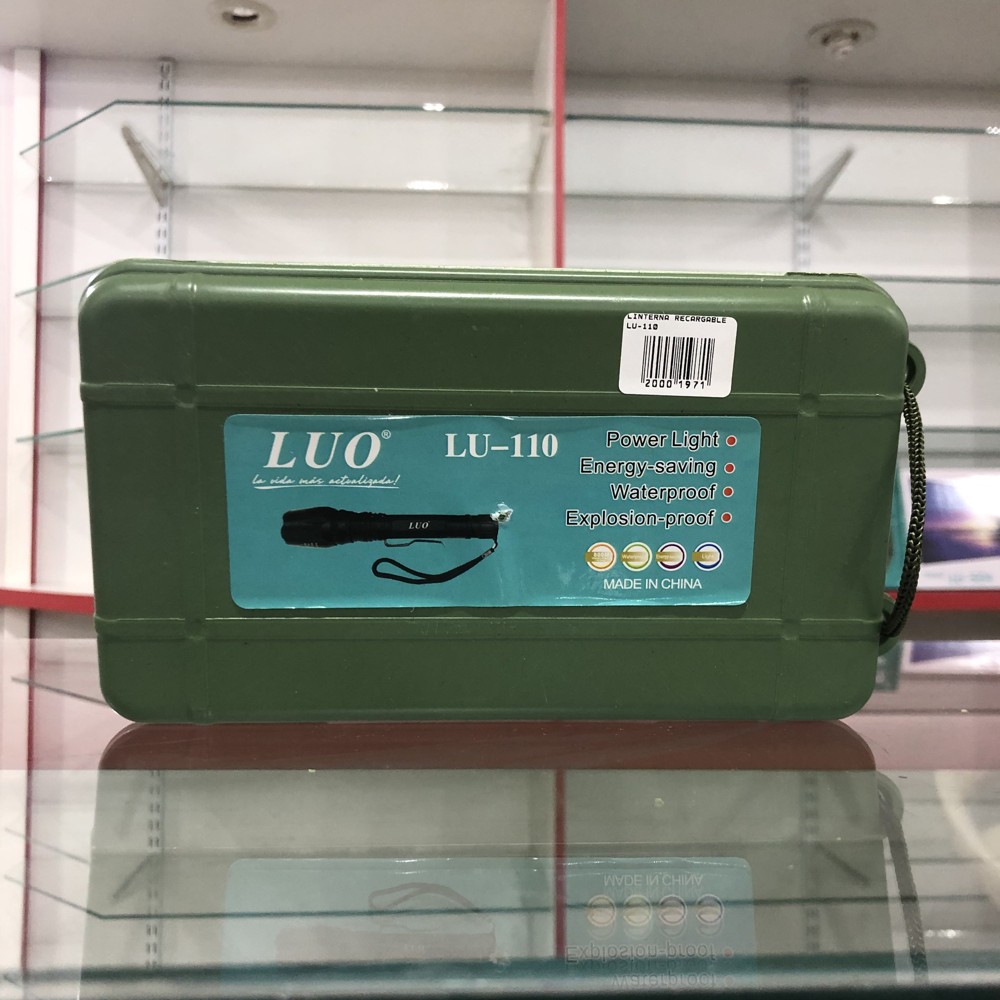 LINTERNA RECARGABLE
LU-110
2000 1971
LUO®
la vida más actualizada!
LU-110
Power Light
Energy-saving
Waterproof
Explosion-proof
LUO
MADE IN CHINA